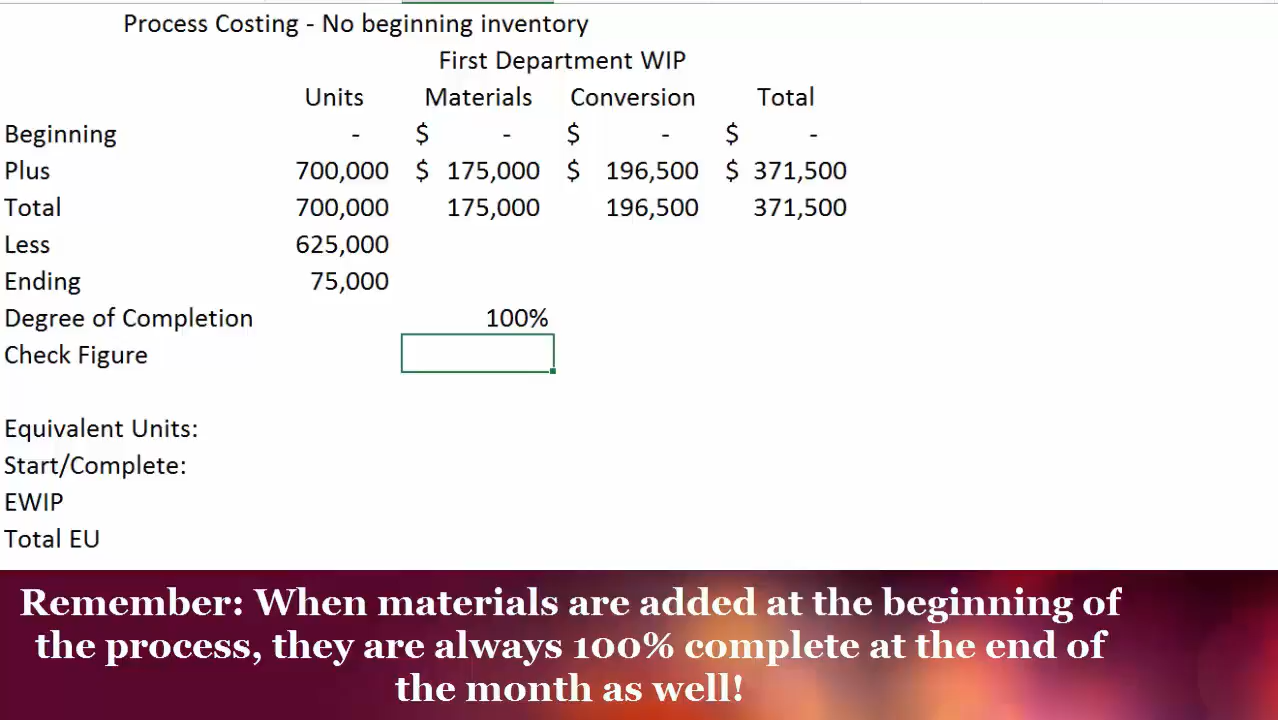 Process Costing - No beginning inventory
First Department WIP
Units Materials Conversion Total
Beginning - $ - $ - $ -
Plus 700,000 $ 175,000 $ 196,500 $ 371,500
Total 700,000 175,000 196,500 371,500
Less 625,000
Ending 75,000
Degree of Completion 100%
Check Figure
Equivalent Units:
Start/Complete:
EWIP
Total EU
Remember: When materials are added at the beginning of
the process, they are always 100% complete at the end of
the month as well!